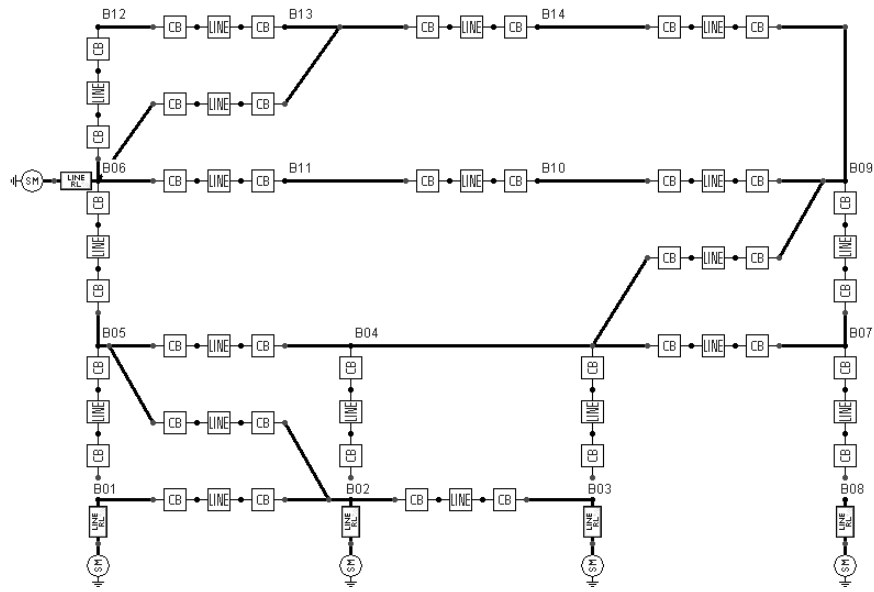 B12 B13 B14
CB LINE CB CB LINE CB CB LINE CB
CB
LINE
CB
CB LINE CB
B06 B11 B10 B09
SM LINE RL CB LINE CB CB LINE CB CB LINE CB
CB CB
LINE LINE
CB CB
CB LINE CB
B05 B04 B07
CB LINE CB CB LINE CB
CB CB CB CB
LINE LINE LINE LINE
CB CB CB CB
CB LINE CB
B01 B02 B03 B08
CB LINE CB CB LINE CB
LINE RL LINE RL LINE RL LINE RL
SM SM SM SM